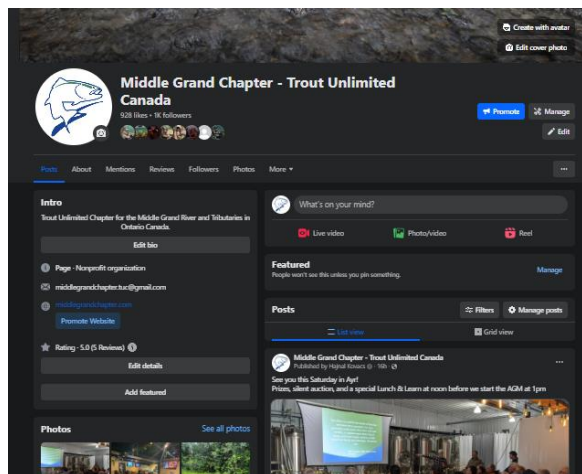 Create with avatar
Edit cover photo
Middle Grand Chapter - Trout Unlimited
Canada
928 likes • 1K followers
Promote
Manage
Edit
Posts
About
Mentions
Reviews
Followers
Photos
More
Intro
Trout Unlimited Chapter for the Middle Grand River and Tributaries in
Ontario Canada.
Edit bio
Page · Nonprofit organization
middlegrandchapter.tuc@gmail.com
middlegrandchapter.com
Promote Website
Rating · 5.0 (5 Reviews)
Edit details
Add featured
Photos
See all photos
What's on your mind?
Live video
Photo/video
Reel
Featured
People won't see this unless you pin something.
Manage
Posts
Filters
Manage posts
List view
Grid view
Middle Grand Chapter - Trout Unlimited Canada
Published by Hajnal Kovacs · 16h ·
See you this Saturday in Ayr!
Prizes, silent auction, and a special Lunch & Learn at noon before we start the AGM at 1pm